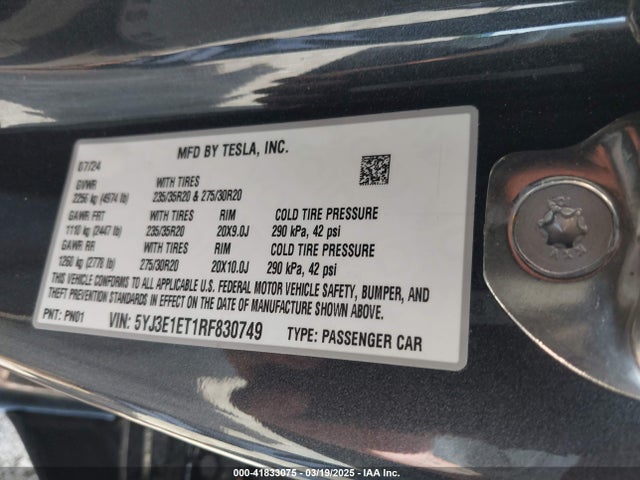 MFD BY TESLA, INC.
07/24
GVWR WITH TIRES
2256 kg (4974 lb) 235/35R20 & 275/30R20
GAWR FRT WITH TIRES RIM COLD TIRE PRESSURE
1110 kg (2447 lb) 235/35R20 20X9.0J 290 kPa, 42 psi
GAWR RR WITH TIRES RIM COLD TIRE PRESSURE
1260 kg (2778 lb) 275/30R20 20X10.0J 290 kPa, 42 psi
THIS VEHICLE CONFORMS TO ALL APPLICABLE U.S. FEDERAL MOTOR VEHICLE SAFETY, BUMPER, AND
THEFT PREVENTION STANDARDS IN EFFECT ON THE DATE OF MANUFACTURE SHOWN ABOVE.
PNT: PN01 VIN: 5YJ3E1ET1RF830749 TYPE: PASSENGER CAR
000-41833075 - 03/19/2025 - IAA Inc.